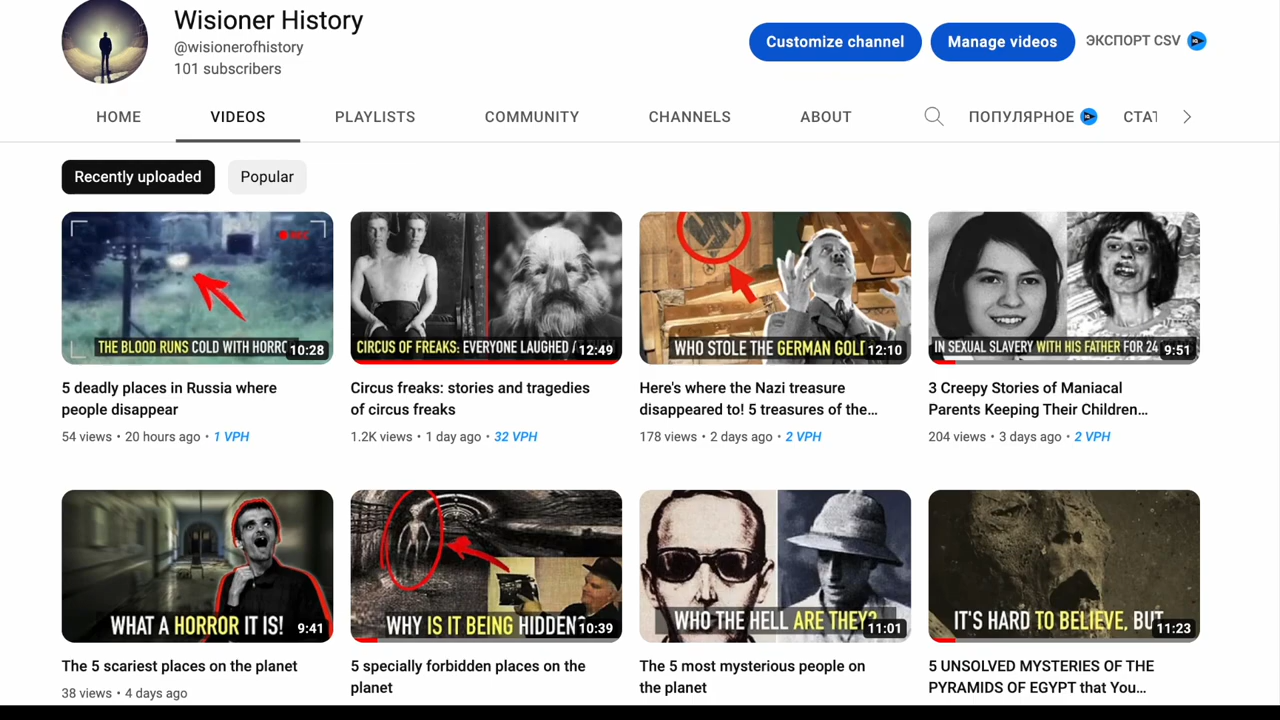 Wisioner History
@wisionerofhistory
101 subscribers
Customize channel
Manage videos
ЭКСПОРТ CSV
HOME
VIDEOS
PLAYLISTS
COMMUNITY
CHANNELS
ABOUT
ПОПУЛЯРНОЕ
СТАТ
Recently uploaded
Popular
THE BLOOD RUNS COLD WITH HORRO
10:28
CIRCUS OF FREAKS: EVERYONE LAUGHED
12:49
WHO STOLE THE GERMAN GOLD
12:10
IN SEXUAL SLAVERY WITH HIS FATHER FOR 24
9:51
5 deadly places in Russia where
people disappear
54 views • 20 hours ago • 1 VPH
Circus freaks: stories and tragedies
of circus freaks
1.2K views • 1 day ago • 32 VPH
Here's where the Nazi treasure
disappeared to! 5 treasures of the...
178 views • 2 days ago • 2 VPH
3 Creepy Stories of Maniacal
Parents Keeping Their Children...
204 views • 3 days ago • 2 VPH
WHAT A HORROR IT IS!
9:41
WHY IS IT BEING HIDDEN?
10:39
WHO THE HELL ARE THEY?
11:01
IT'S HARD TO BELIEVE, BUT
11:23
The 5 scariest places on the planet
38 views • 4 days ago
5 specially forbidden places on the
planet
The 5 most mysterious people on
the planet
5 UNSOLVED MYSTERIES OF THE
PYRAMIDS OF EGYPT that You...